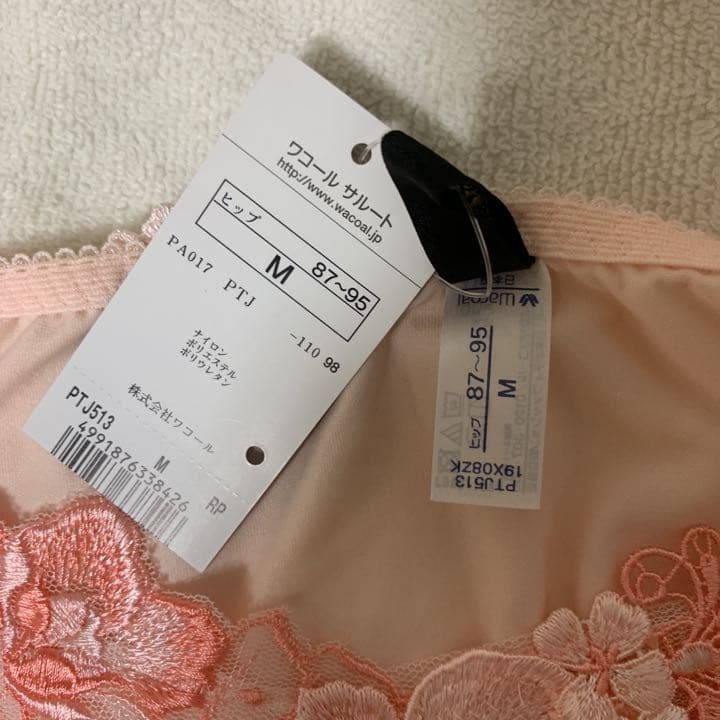 ワコール サルート
http://www.wacoal.jp
ヒップ 87~95
M
PA017 PTJ
-110 98
ナイロン
ポリエステル
ポリウレタン
株式会社ワコール
PTJ513 M RP
4991876338426
Wacoal
ヒップ 87~95
M
PTJ513
19X08ZK